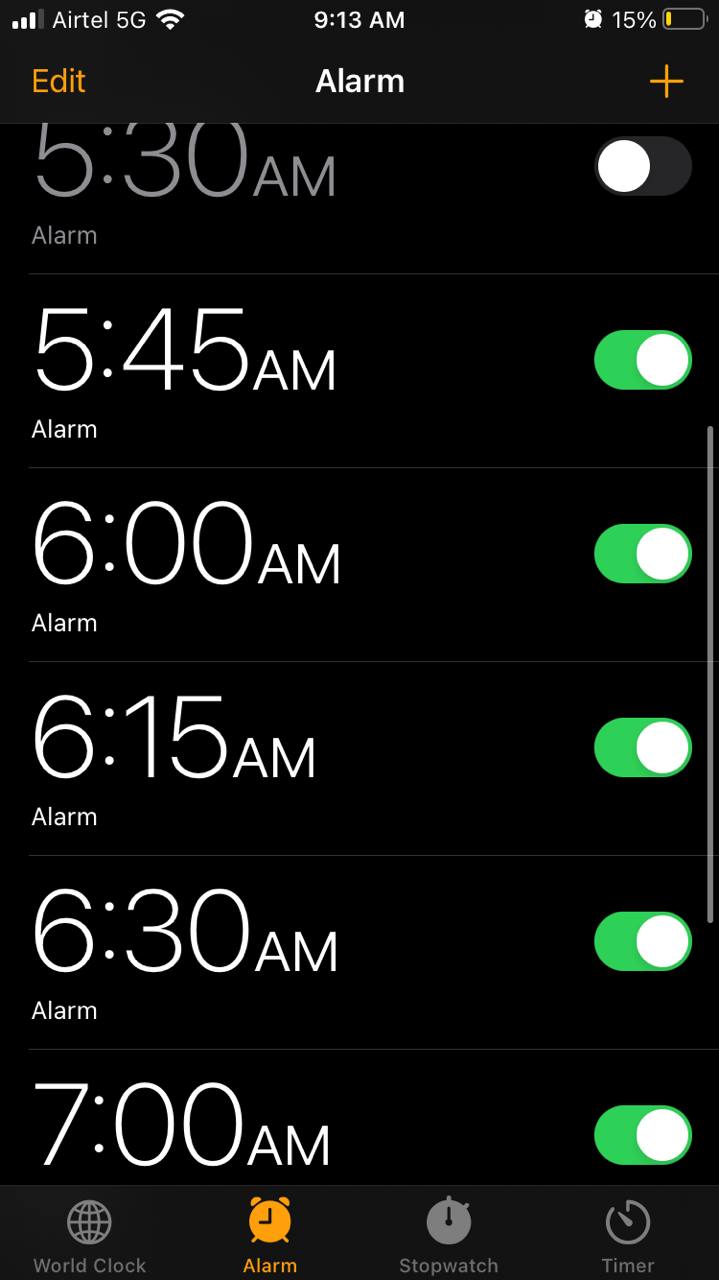 Airtel 5G 9:13 AM 15%
Edit Alarm +
5:30AM
Alarm
5:45AM
Alarm
6:00AM
Alarm
6:15AM
Alarm
6:30AM
Alarm
7:00AM
World Clock Alarm Stopwatch Timer